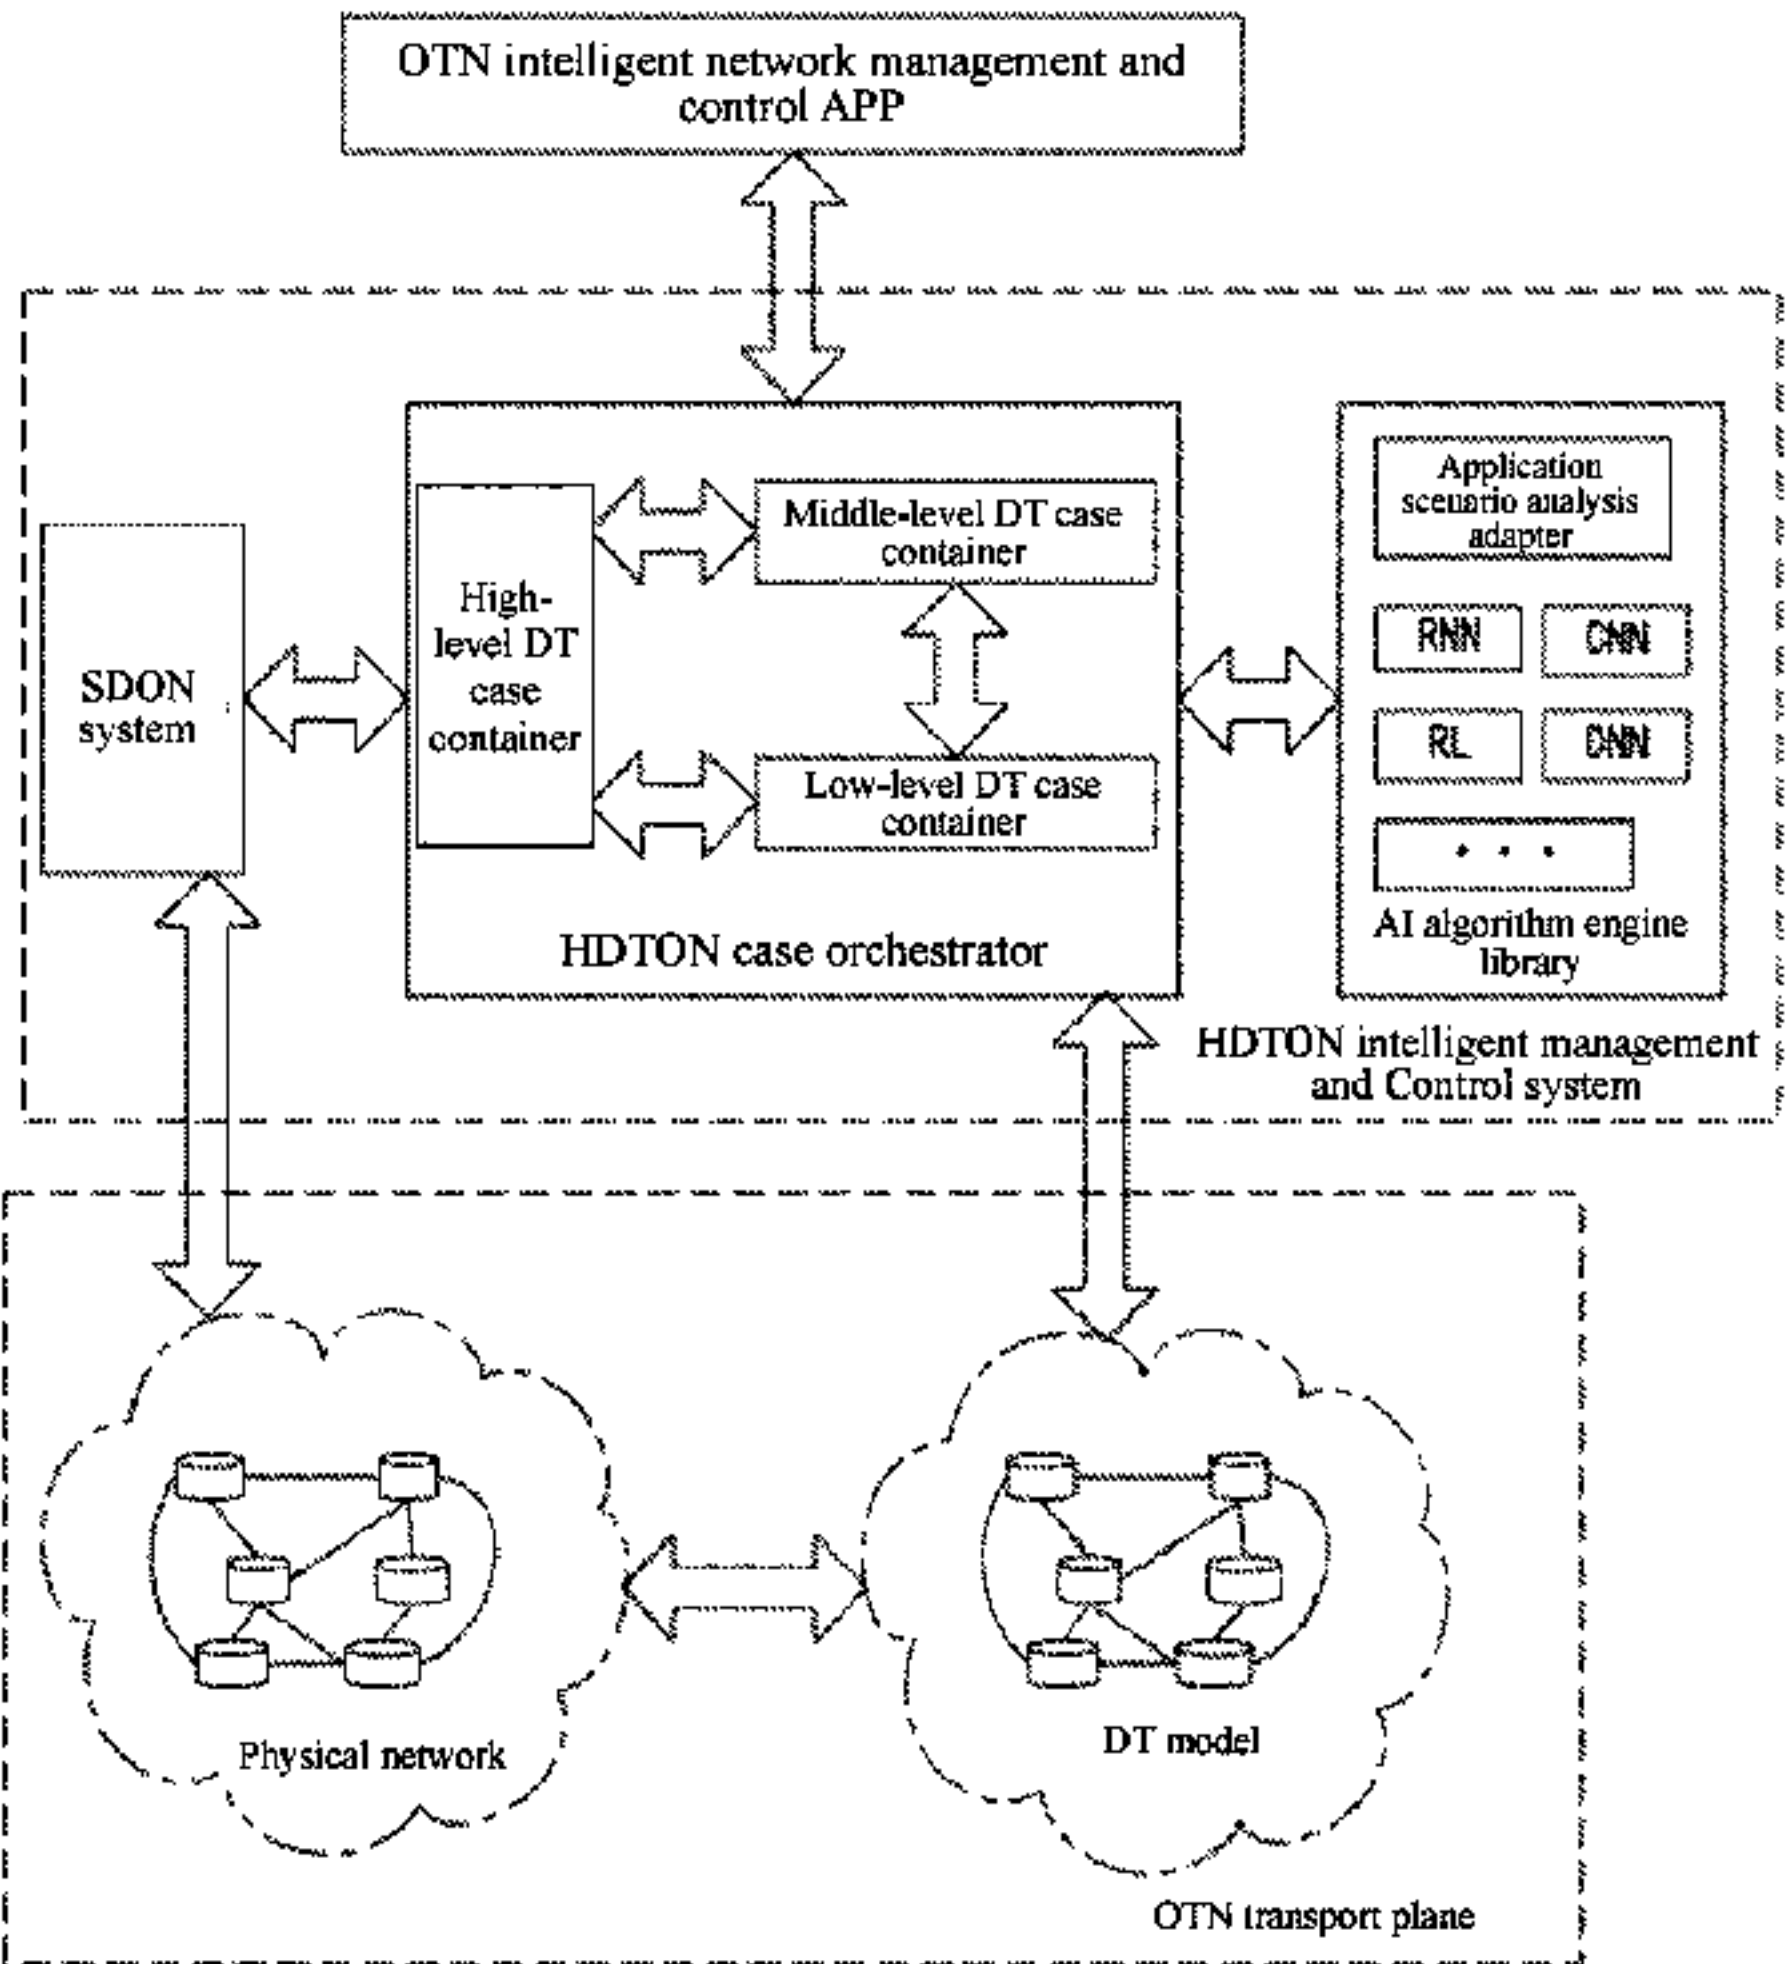 OTN intelligent network management and
control APP
SDON
system
High-
level DT
case
container
Middle-level DT case
container
Low-level DT case
container
HDTON case orchestrator
Application
sceuario analysis
adapter
RNN
CNN
RL
DNN
• • •
AI algorithm engine
library
HDTON intelligent management
and Control system
Physical network
DT model
OTN transport plane